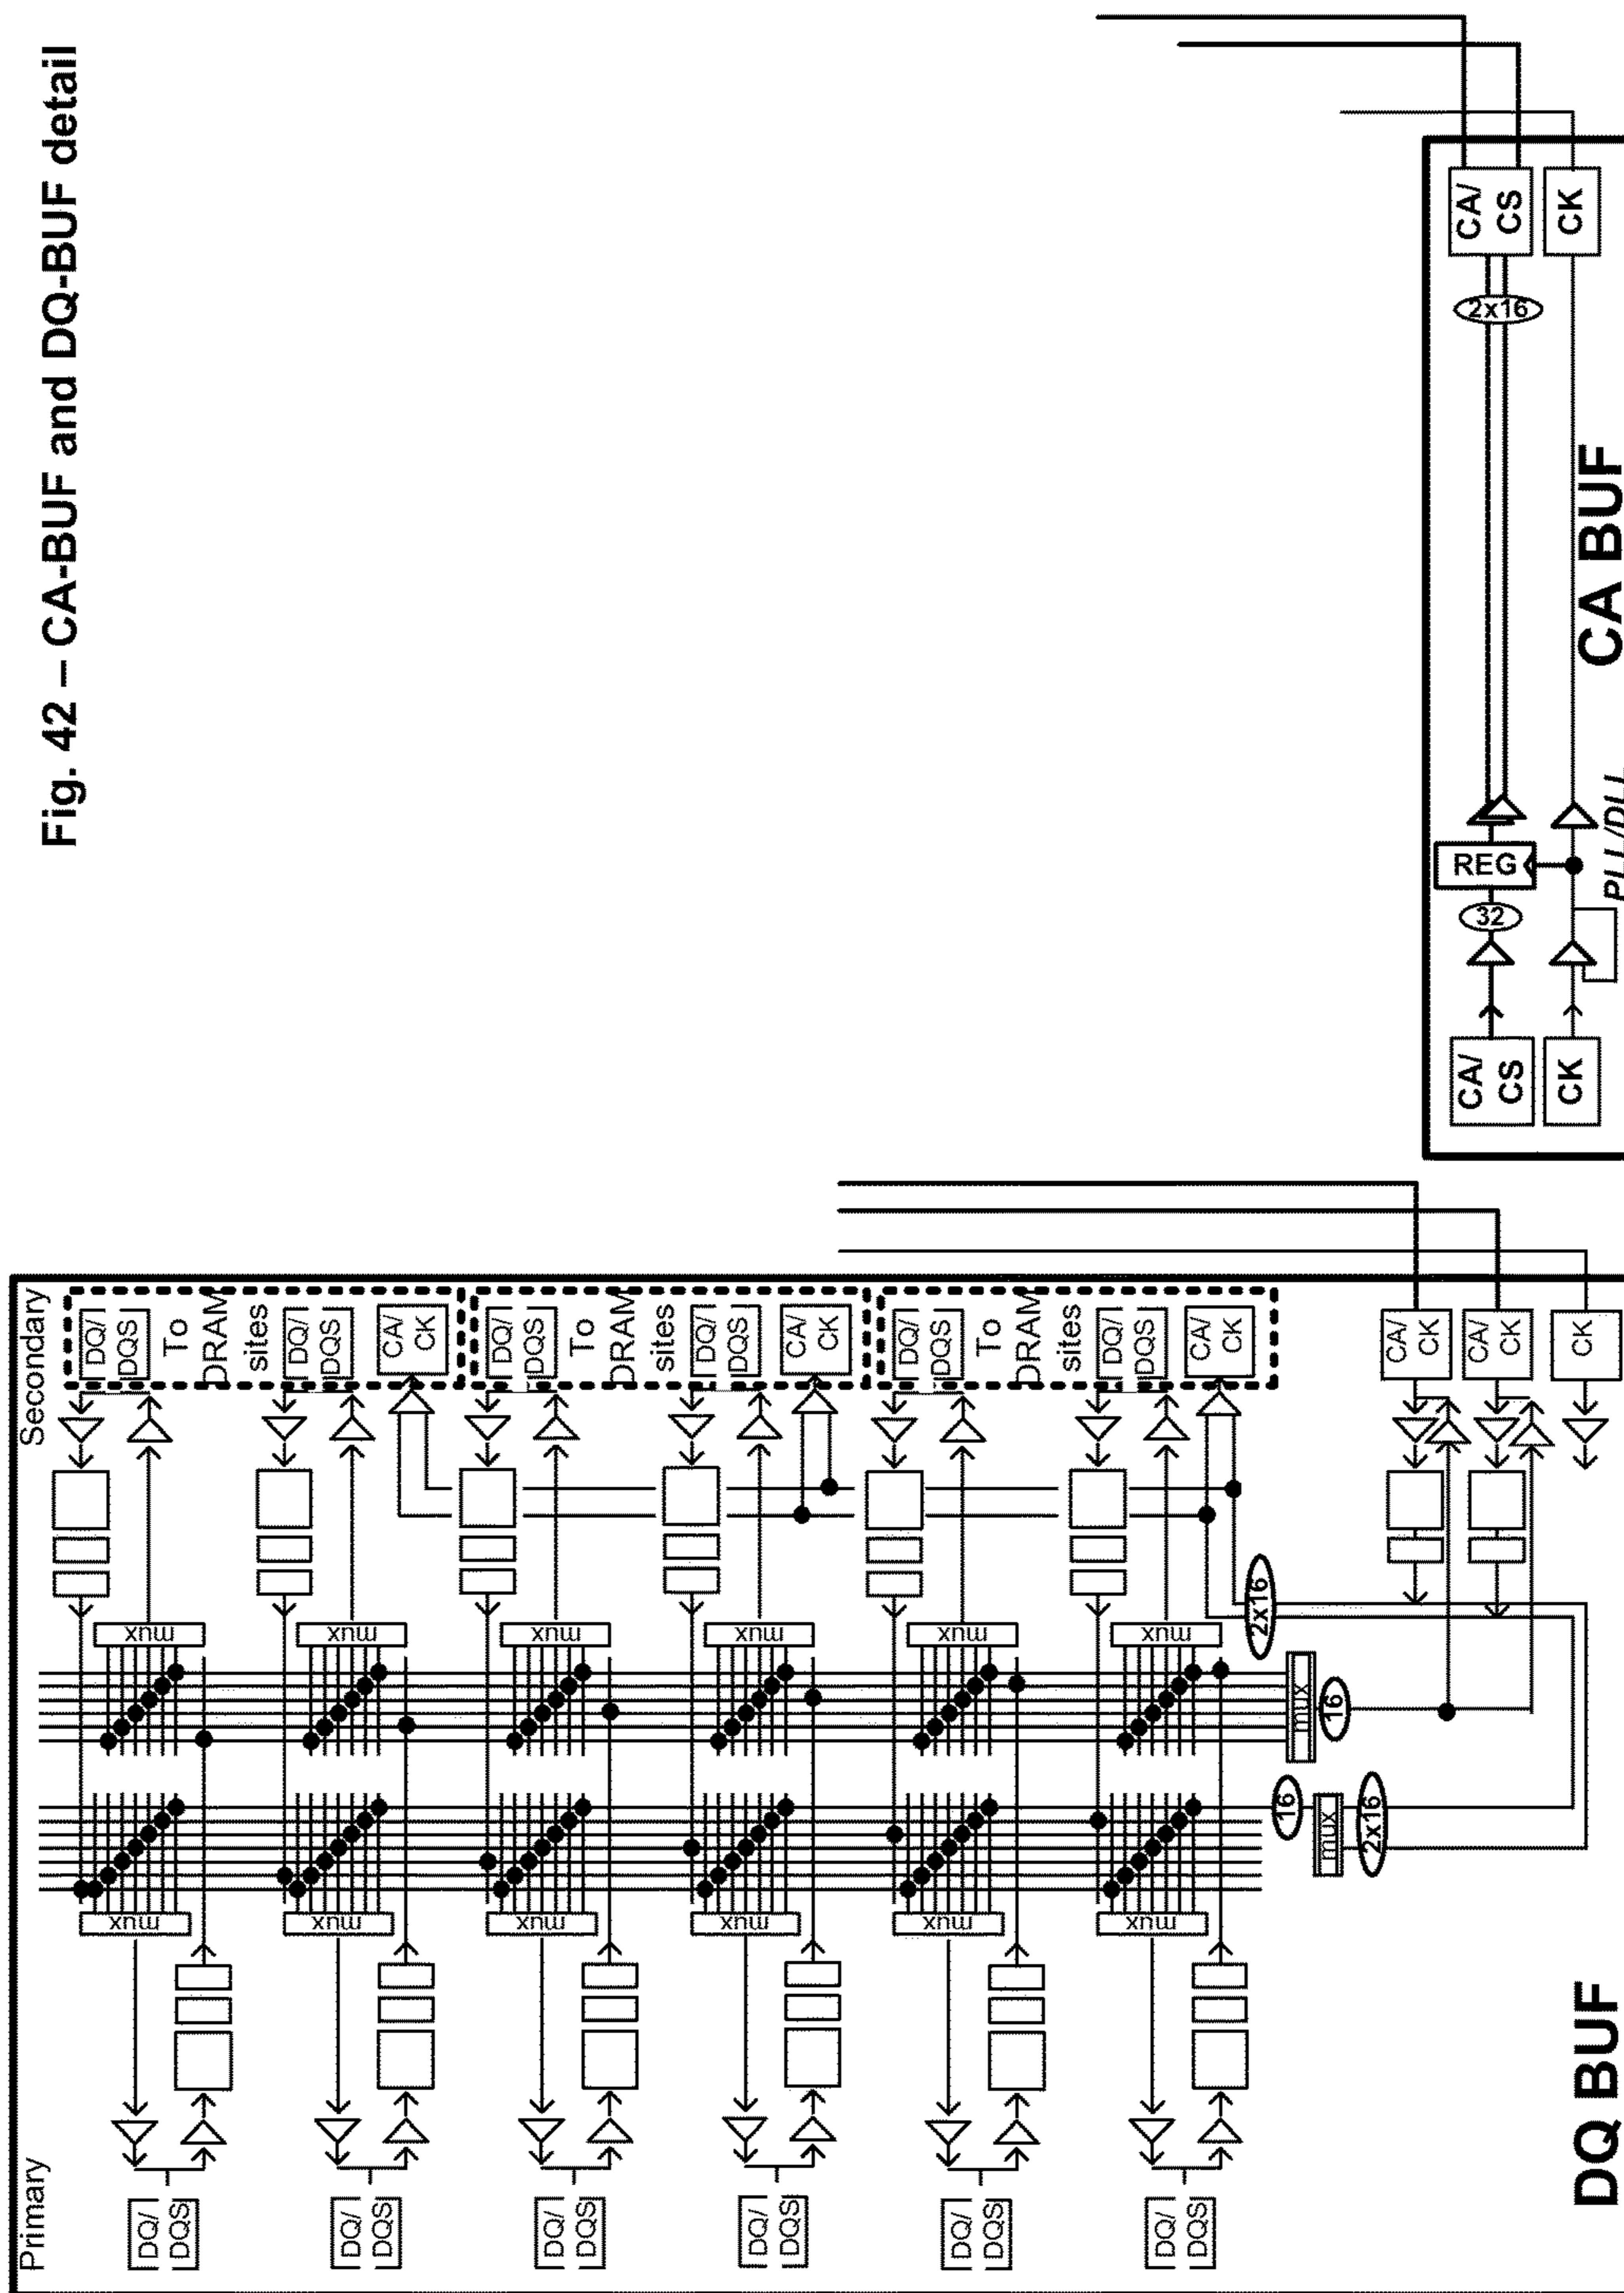 Fig. 42 – CA-BUF and DQ-BUF detail
Primary
Secondary
DQ/
DQS
mux
mux
DQ/
DQS
To
DRAM
sites
DQ/
DQS
mux
mux
DQ/
DQS
CA/
CK
DQ/
DQS
mux
mux
DQ/
DQS
To
DRAM
sites
DQ/
DQS
mux
mux
DQ/
DQS
CA/
CK
DQ/
DQS
mux
mux
DQ/
DQS
To
DRAM
sites
DQ/
DQS
mux
mux
DQ/
DQS
CA/
CK
2x16
16
mux
mux
16
2x16
CA/
CK
CA/
CK
CK
DQ BUF
CA/
CS
32
REG
2x16
CA/
CS
CK
CK
PLL/DLL
CA BUF